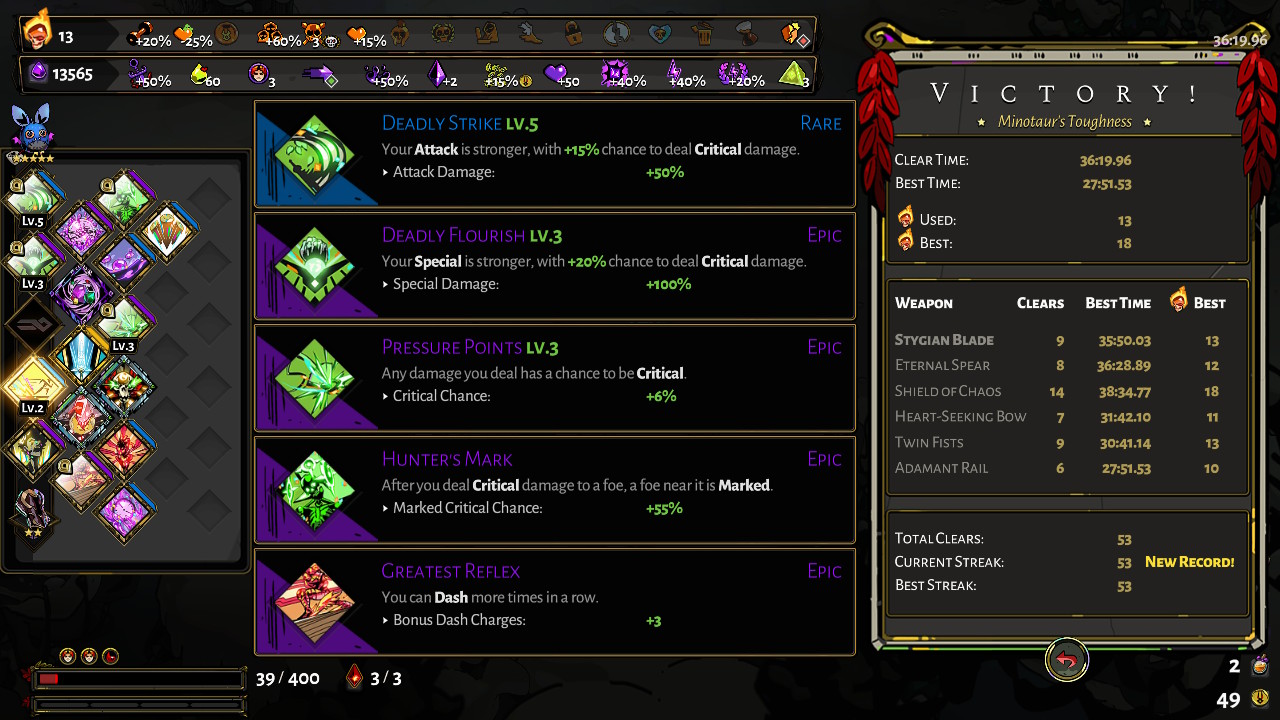 13
+20%
-25%
+60%
3
+15%
36:19.96
13565
+50%
60
3
+50%
+2
+15%
+50
+40%
+40%
+20%
3
VICTORY!
Minotaur's Toughness
CLEAR TIME: 36:19.96
BEST TIME: 27:51.53
USED: 13
BEST: 18
WEAPON CLEARS BEST TIME BEST
STYGIAN BLADE 9 35:50.03 13
ETERNAL SPEAR 8 36:28.89 12
SHIELD OF CHAOS 14 38:34.77 18
HEART-SEEKING BOW 7 31:42.10 11
TWIN FISTS 9 30:41.14 13
ADAMANT RAIL 6 27:51.53 10
TOTAL CLEARS: 53
CURRENT STREAK: 53 NEW RECORD!
BEST STREAK: 53
DEADLY STRIKE LV.5 RARE
Your Attack is stronger, with +15% chance to deal Critical damage.
Attack Damage: +50%
DEADLY FLOURISH LV.3 EPIC
Your Special is stronger, with +20% chance to deal Critical damage.
Special Damage: +100%
PRESSURE POINTS LV.3 EPIC
Any damage you deal has a chance to be Critical.
Critical Chance: +6%
HUNTER'S MARK EPIC
After you deal Critical damage to a foe, a foe near it is Marked.
Marked Critical Chance: +55%
GREATEST REFLEX EPIC
You can Dash more times in a row.
Bonus Dash Charges: +3
Lv.5
Lv.3
Lv.3
Lv.2
39 / 400
3 / 3
2
49